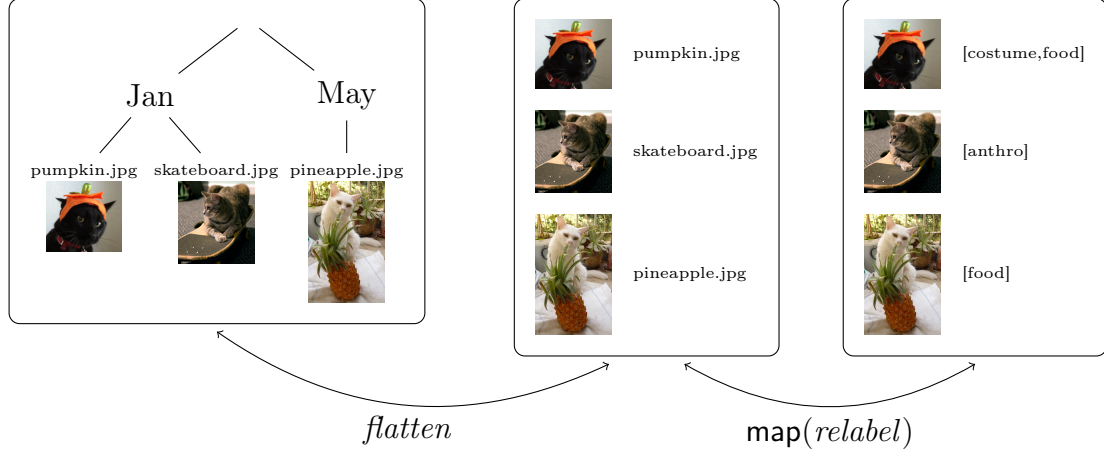 Jan
May
pumpkin.jpg
skateboard.jpg
pineapple.jpg
pumpkin.jpg
skateboard.jpg
pineapple.jpg
[costume,food]
[anthro]
[food]
flatten
map(relabel)